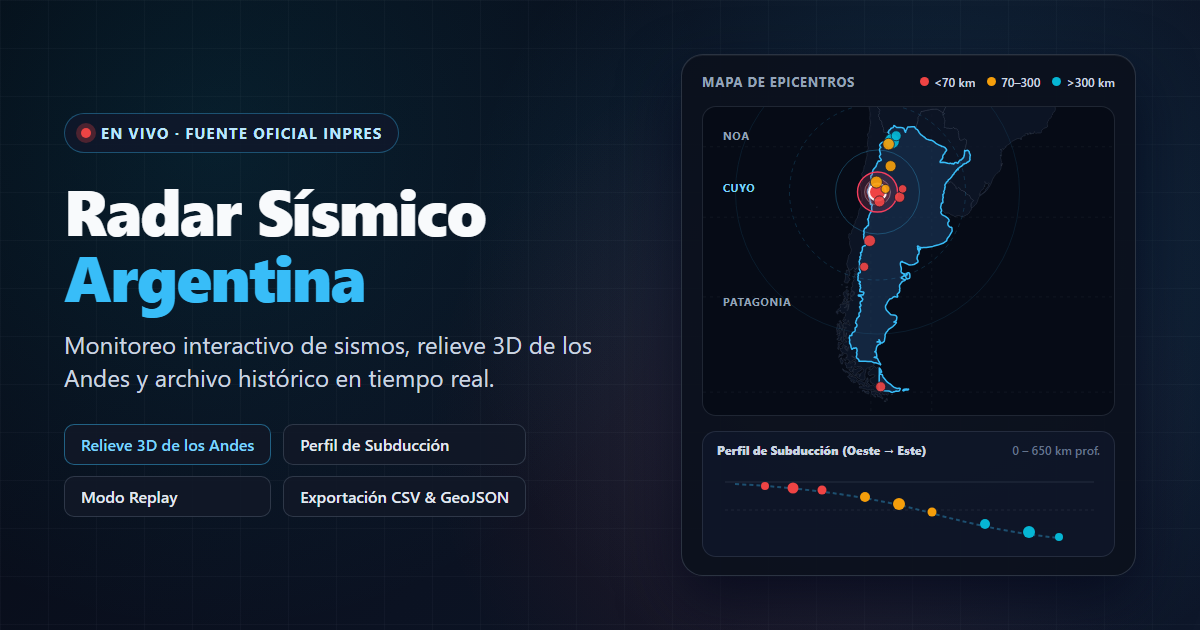 EN VIVO · FUENTE OFICIAL INPRES
Radar Sísmico
Argentina
Monitoreo interactivo de sismos, relieve 3D de los
Andes y archivo histórico en tiempo real.
Relieve 3D de los Andes
Perfil de Subducción
Modo Replay
Exportación CSV & GeoJSON
MAPA DE EPICENTROS
<70 km
70–300
>300 km
NOA
CUYO
PATAGONIA
Perfil de Subducción (Oeste → Este)
0 – 650 km prof.